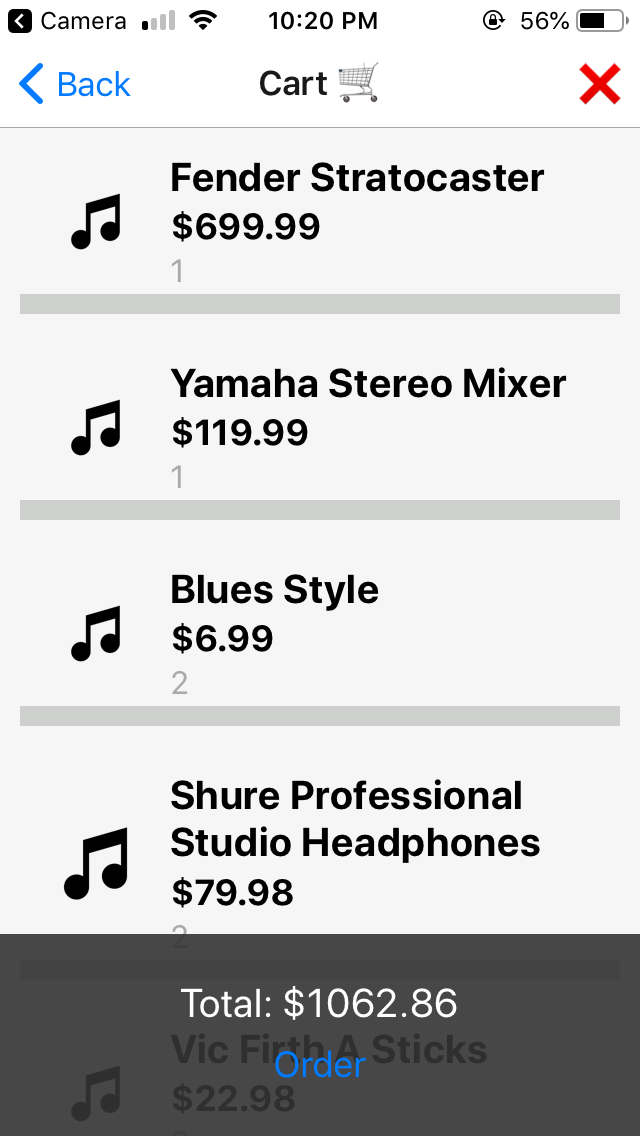 Camera 10:20 PM 56%
Back Cart
Fender Stratocaster
$699.99
1
Yamaha Stereo Mixer
$119.99
1
Blues Style
$6.99
2
Shure Professional
Studio Headphones
$79.98
2
Total: $1062.86
Vic Firth A Sticks
Order
$22.98